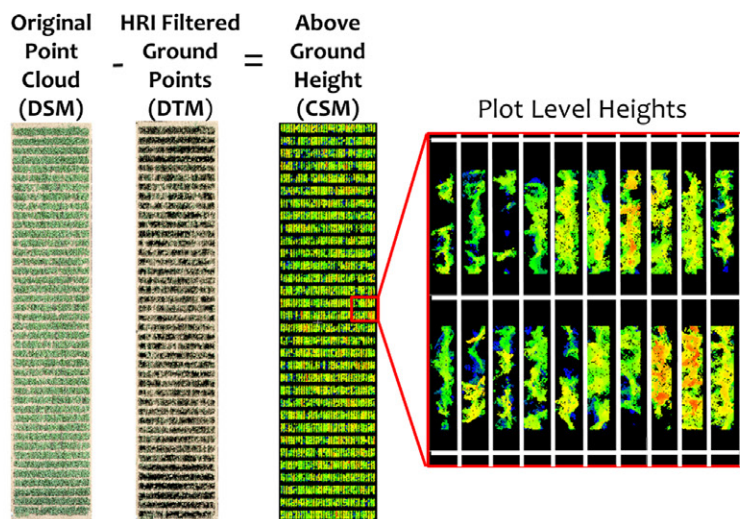 Original
Point
Cloud
(DSM)
-
HRI Filtered
Ground
Points
(DTM)
=
Above
Ground
Height
(CSM)
Plot Level Heights